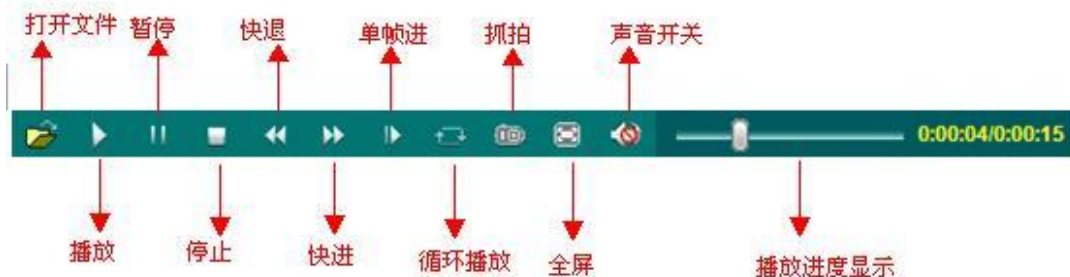 打开文件 暂停 快退 单帧进 抓拍 声音开关
0:00:04/0:00:15
播放 停止 快进 循环播放 全屏 播放进度显示